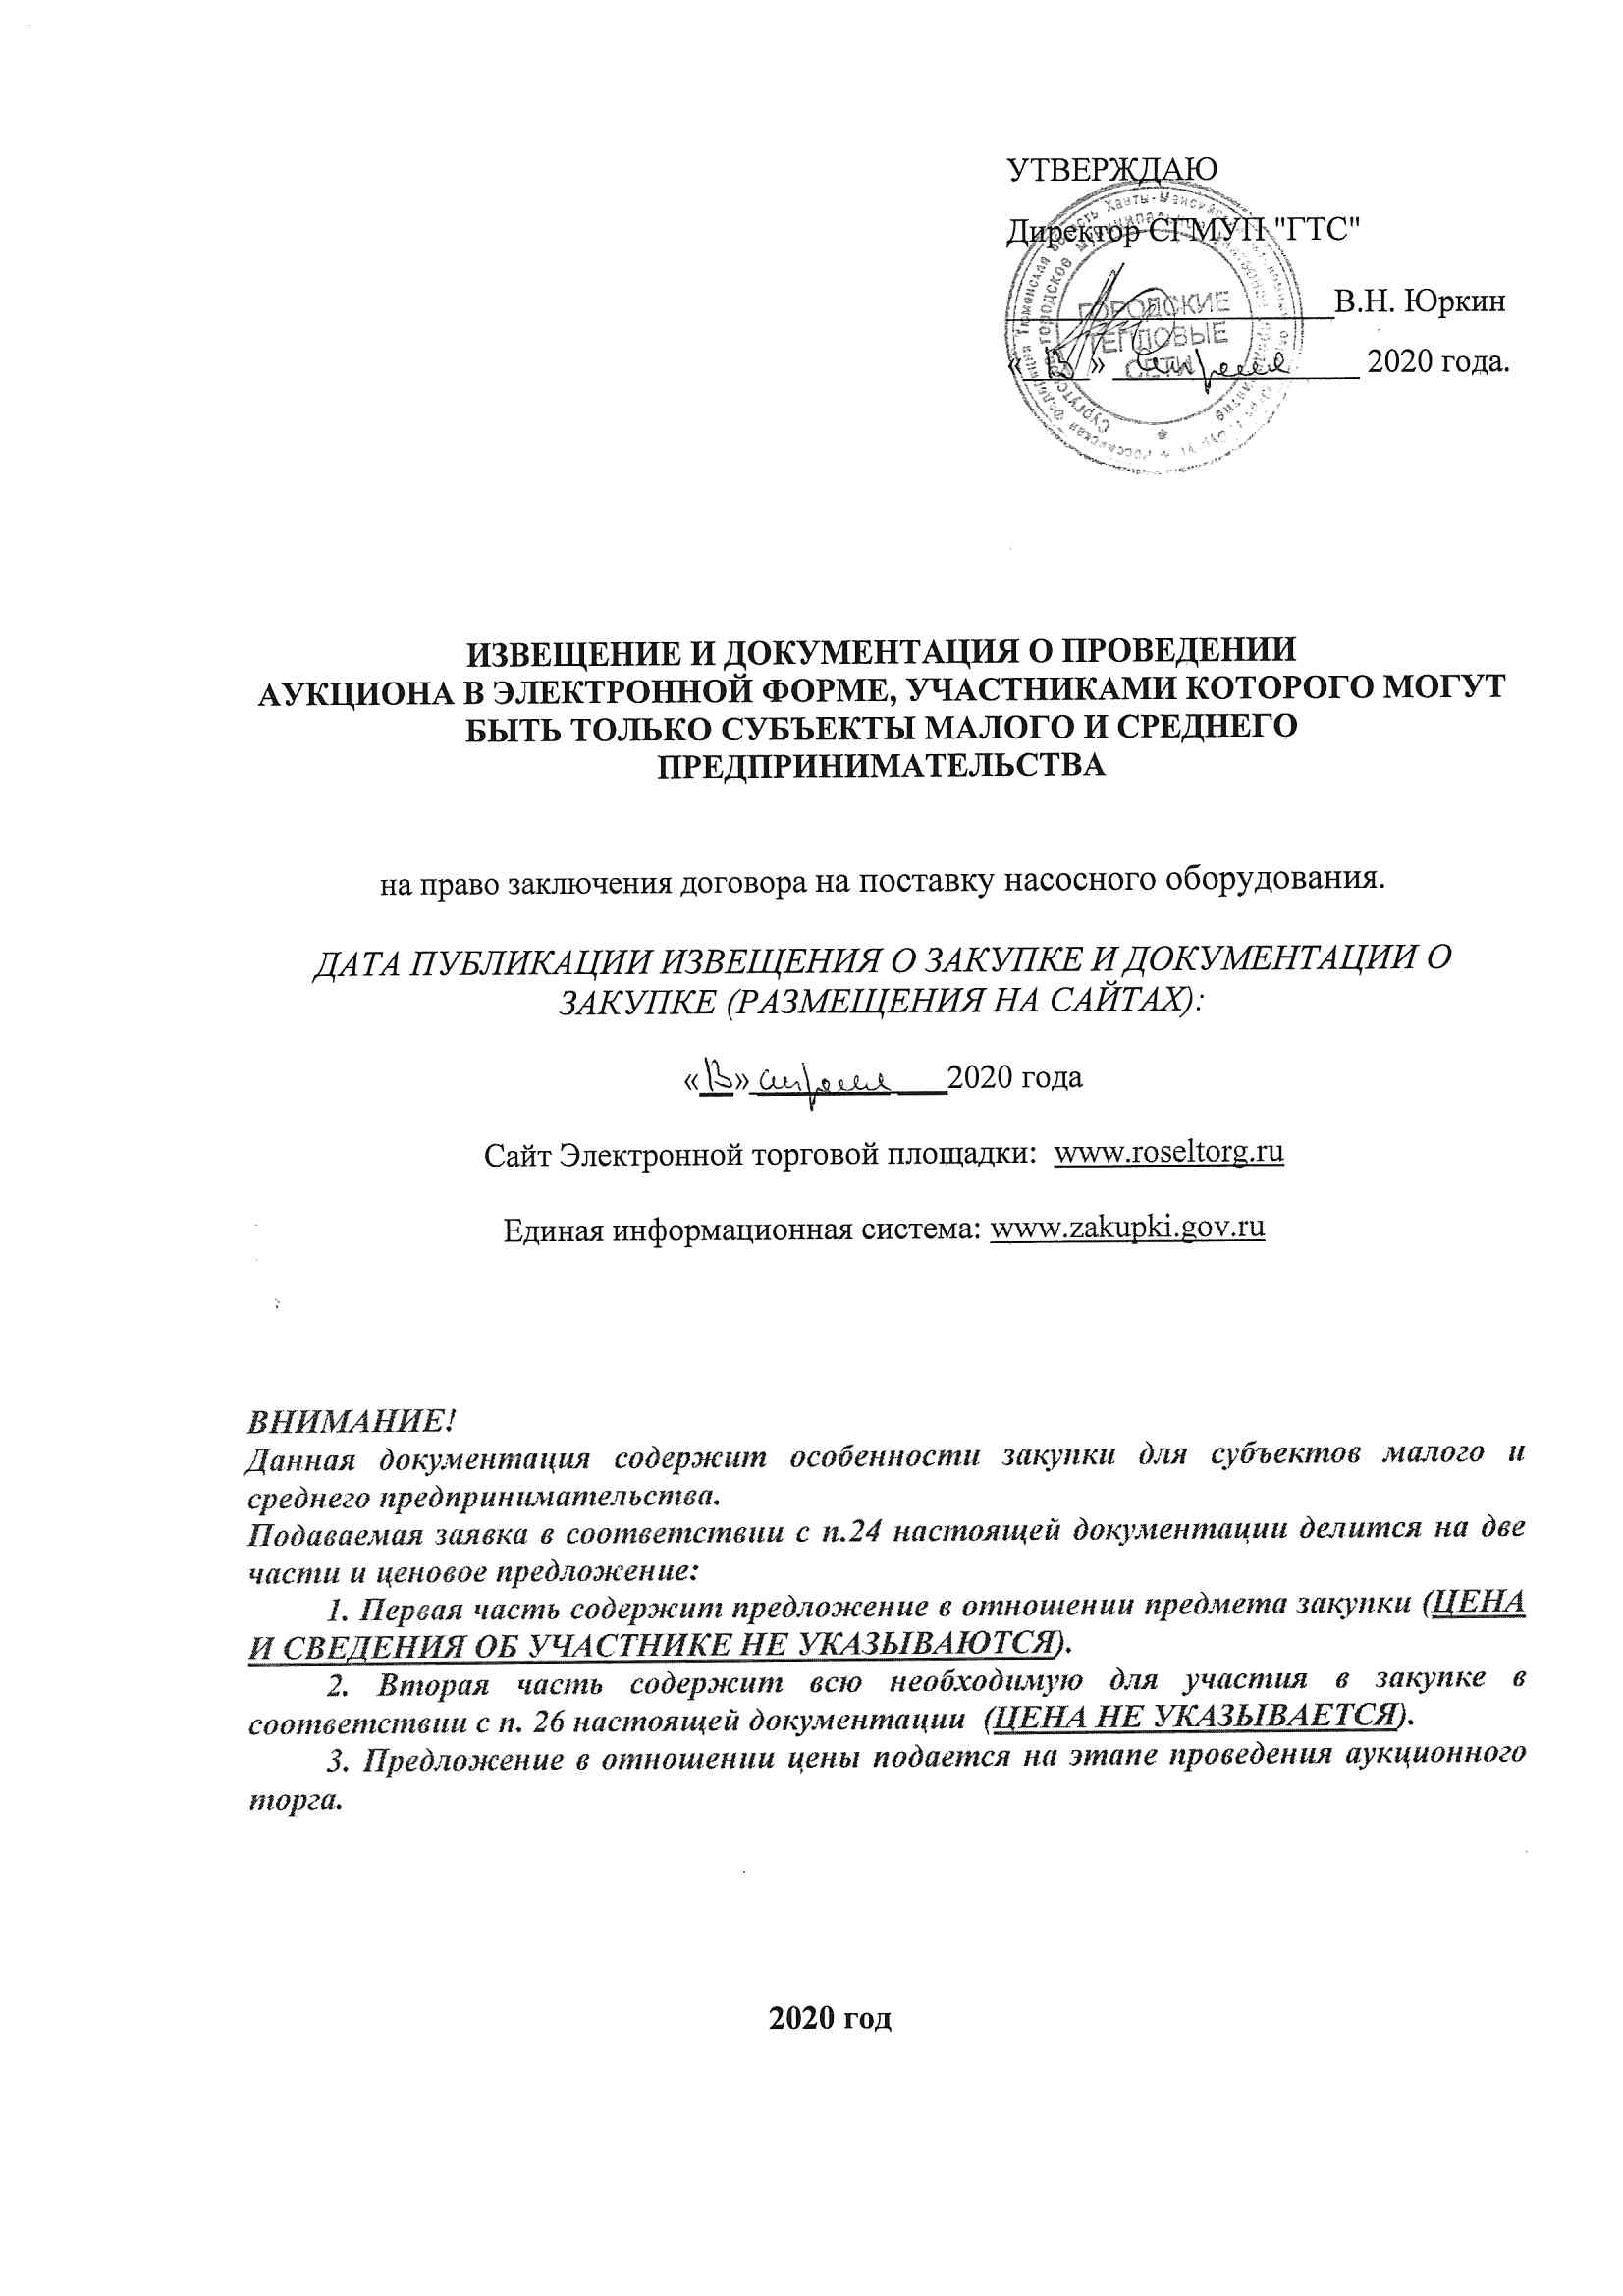 УТВЕРЖДАЮ
Директор СГМУП "ГТС"
В.Н. Юркин
«13» апреля 2020 года.
ГОРОДСКИЕ
ТЕПЛОВЫЕ
СЕТИ
ИЗВЕЩЕНИЕ И ДОКУМЕНТАЦИЯ О ПРОВЕДЕНИИ
АУКЦИОНА В ЭЛЕКТРОННОЙ ФОРМЕ, УЧАСТНИКАМИ КОТОРОГО МОГУТ
БЫТЬ ТОЛЬКО СУБЪЕКТЫ МАЛОГО И СРЕДНЕГО
ПРЕДПРИНИМАТЕЛЬСТВА
на право заключения договора на поставку насосного оборудования.
ДАТА ПУБЛИКАЦИИ ИЗВЕЩЕНИЯ О ЗАКУПКЕ И ДОКУМЕНТАЦИИ О
ЗАКУПКЕ (РАЗМЕЩЕНИЯ НА САЙТАХ):
«13» апреля 2020 года
Сайт Электронной торговой площадки: www.roseltorg.ru
Единая информационная система: www.zakupki.gov.ru
ВНИМАНИЕ!
Данная документация содержит особенности закупки для субъектов малого и
среднего предпринимательства.
Подаваемая заявка в соответствии с п.24 настоящей документации делится на две
части и ценовое предложение:
1. Первая часть содержит предложение в отношении предмета закупки (ЦЕНА
И СВЕДЕНИЯ ОБ УЧАСТНИКЕ НЕ УКАЗЫВАЮТСЯ).
2. Вторая часть содержит всю необходимую для участия в закупке в
соответствии с п. 26 настоящей документации (ЦЕНА НЕ УКАЗЫВАЕТСЯ).
3. Предложение в отношении цены подается на этапе проведения аукционного
торга.
2020 год